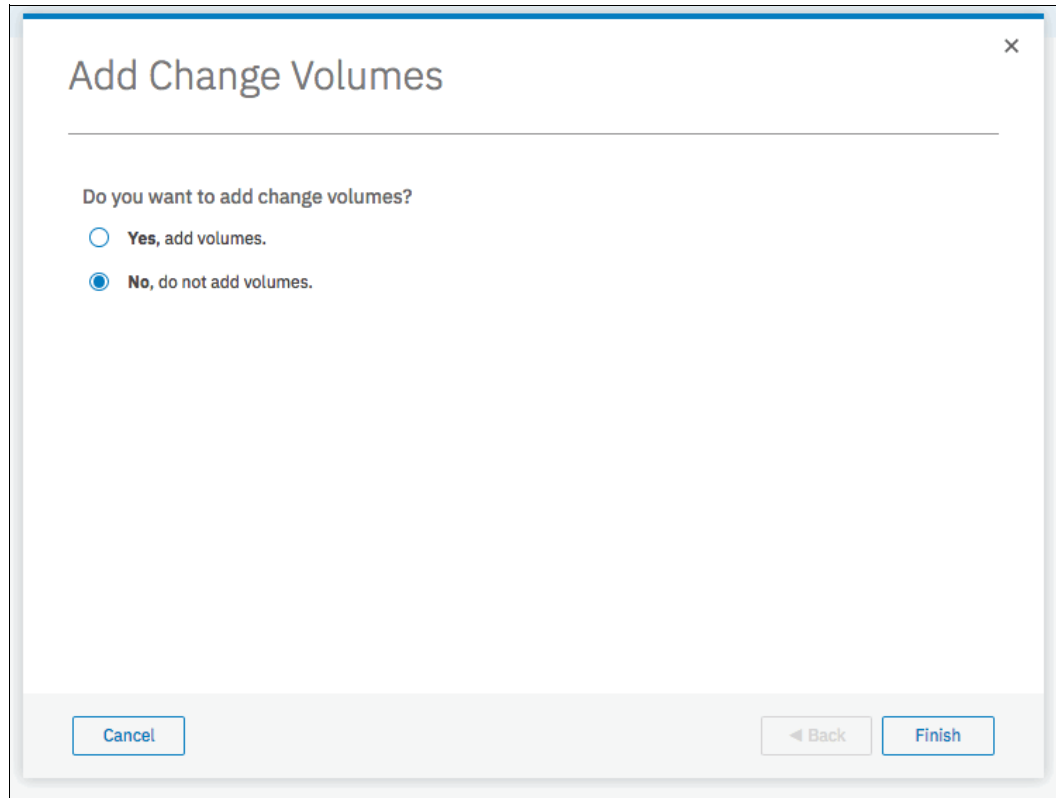 Add Change Volumes
Do you want to add change volumes?
Yes, add volumes.
No, do not add volumes.
Cancel
Back
Finish